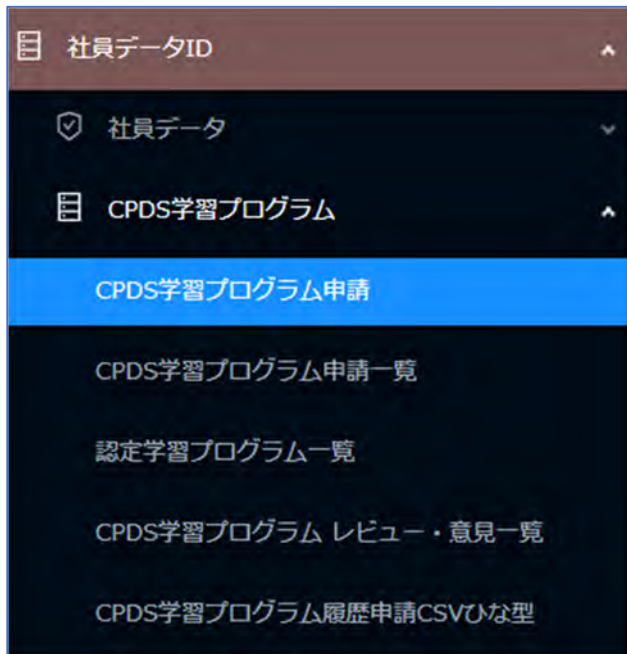 社員データID
社員データ
CPDS学習プログラム
CPDS学習プログラム申請
CPDS学習プログラム申請一覧
認定学習プログラム一覧
CPDS学習プログラム レビュー・意見一覧
CPDS学習プログラム履歴申請CSVひな型